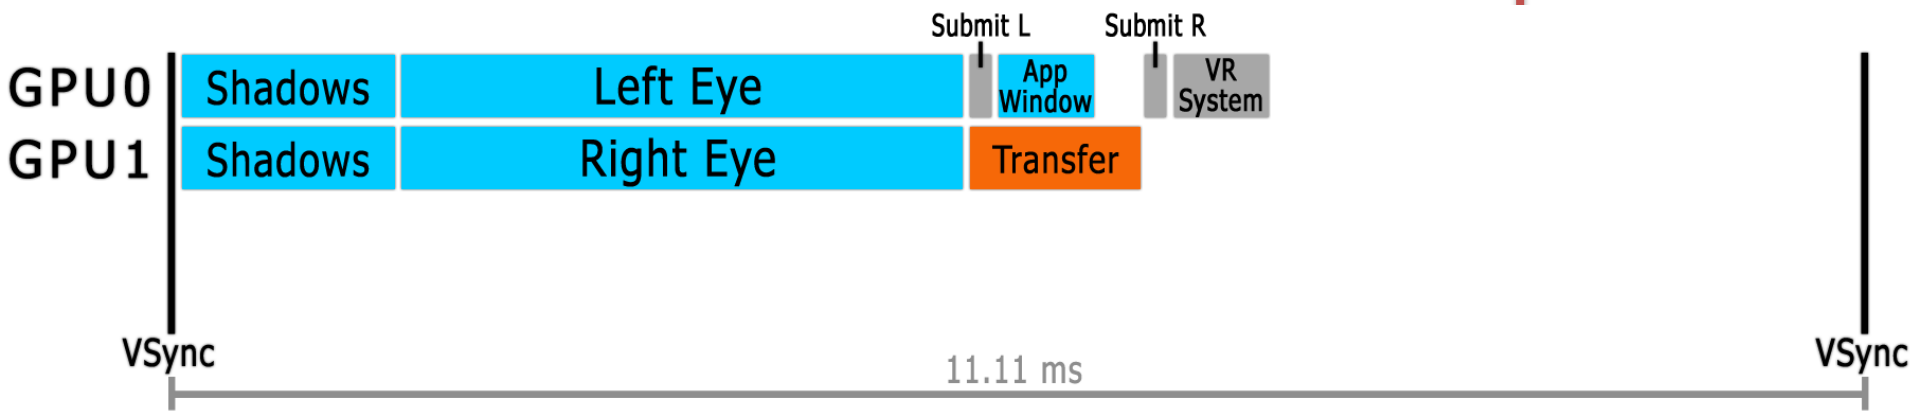 Submit L
Submit R
GPU0
Shadows
Left Eye
App
Window
VR
System
GPU1
Shadows
Right Eye
Transfer
VSync
VSync
11.11 ms